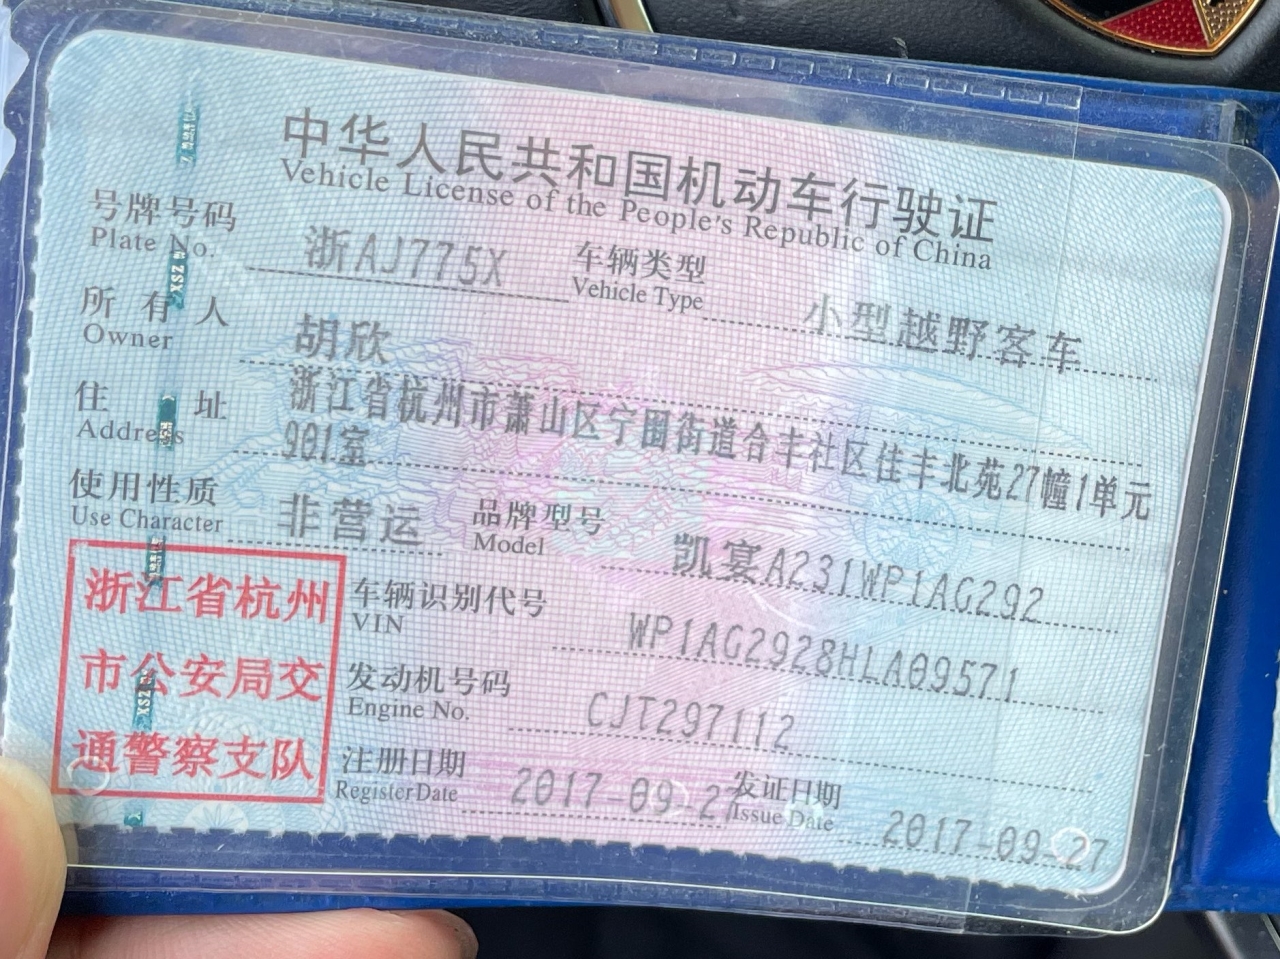 中华人民共和国机动车行驶证
Vehicle License of the People's Republic of China
号牌号码 浙AJ775X 车辆类型 小型越野客车
Plate No. Vehicle Type
所有人 胡欣
Owner
住址 浙江省杭州市萧山区宁围街道合丰社区佳丰北苑27幢1单元
Address 901室
使用性质 非营运 品牌型号 凯宴A231WP1AG292
Use Character Model
浙江省杭州
市公安局交
通警察支队
车辆识别代号 WP1AG2928HLA09571
VIN
发动机号码 CJT297112
Engine No.
注册日期 2017-09-27 发证日期 2017-09-27
Register Date Issue Date